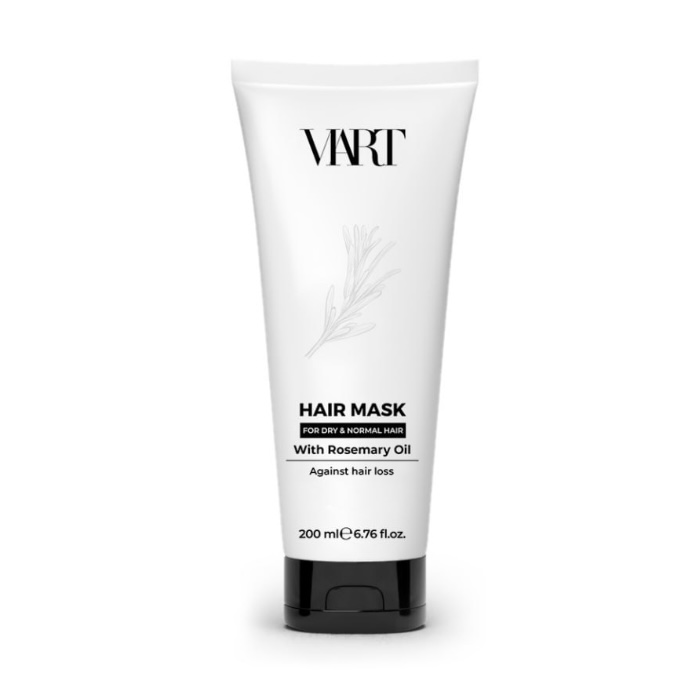 VIART
HAIR MASK
FOR DRY & NORMAL HAIR
With Rosemary Oil
Against hair loss
200 ml℮6.76 fl.oz.